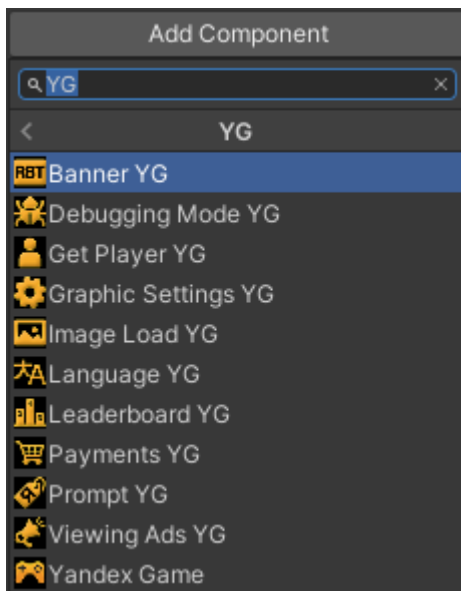 Add Component
YG
YG
RBT Banner YG
Debugging Mode YG
Get Player YG
Graphic Settings YG
Image Load YG
Language YG
Leaderboard YG
Payments YG
Prompt YG
Viewing Ads YG
Yandex Game